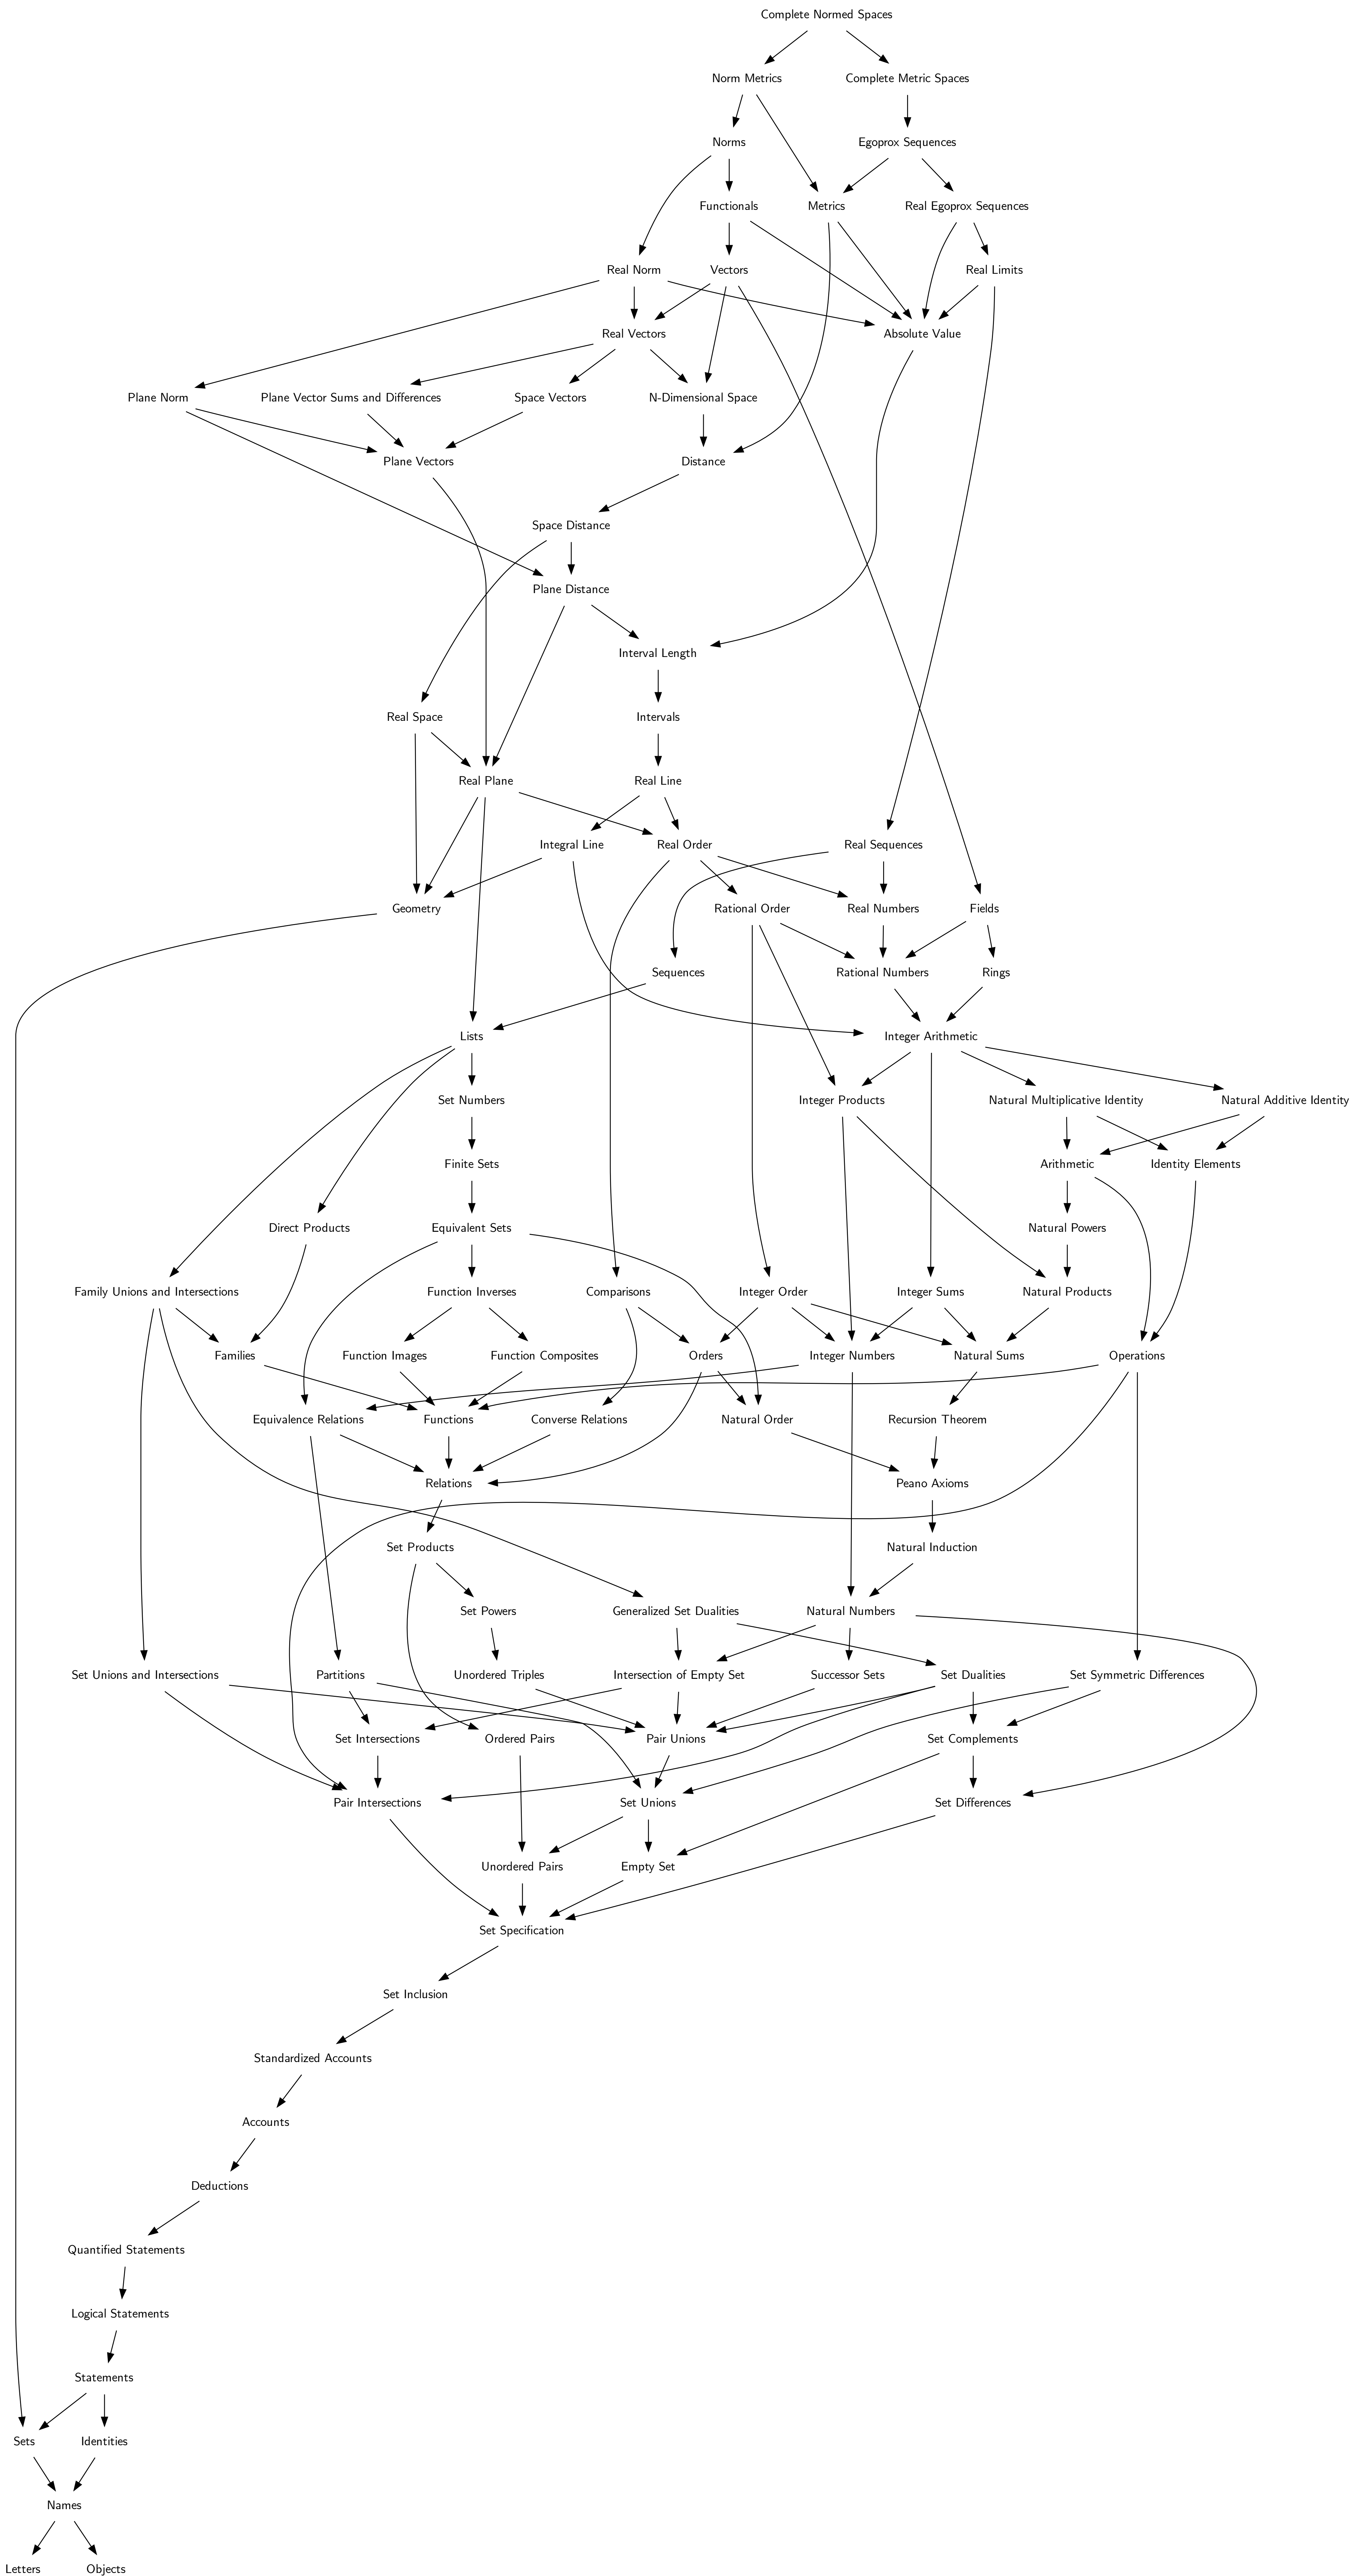 Complete Normed Spaces
Norm Metrics
Complete Metric Spaces
Norms
Egoprox Sequences
Functionals
Metrics
Real Egoprox Sequences
Real Norm
Vectors
Real Limits
Real Vectors
Absolute Value
Plane Norm
Plane Vector Sums and Differences
Space Vectors
N-Dimensional Space
Plane Vectors
Distance
Space Distance
Plane Distance
Interval Length
Real Space
Intervals
Real Plane
Real Line
Integral Line
Real Order
Real Sequences
Geometry
Rational Order
Real Numbers
Fields
Sequences
Rational Numbers
Rings
Lists
Integer Arithmetic
Set Numbers
Integer Products
Natural Multiplicative Identity
Natural Additive Identity
Finite Sets
Arithmetic
Identity Elements
Direct Products
Equivalent Sets
Natural Powers
Family Unions and Intersections
Function Inverses
Comparisons
Integer Order
Integer Sums
Natural Products
Families
Function Images
Function Composites
Orders
Integer Numbers
Natural Sums
Operations
Equivalence Relations
Functions
Converse Relations
Natural Order
Recursion Theorem
Relations
Peano Axioms
Set Products
Natural Induction
Set Powers
Generalized Set Dualities
Natural Numbers
Set Unions and Intersections
Partitions
Unordered Triples
Intersection of Empty Set
Successor Sets
Set Dualities
Set Symmetric Differences
Set Intersections
Ordered Pairs
Pair Unions
Set Complements
Pair Intersections
Set Unions
Set Differences
Unordered Pairs
Empty Set
Set Specification
Set Inclusion
Standardized Accounts
Accounts
Deductions
Quantified Statements
Logical Statements
Statements
Sets
Identities
Names
Letters
Objects